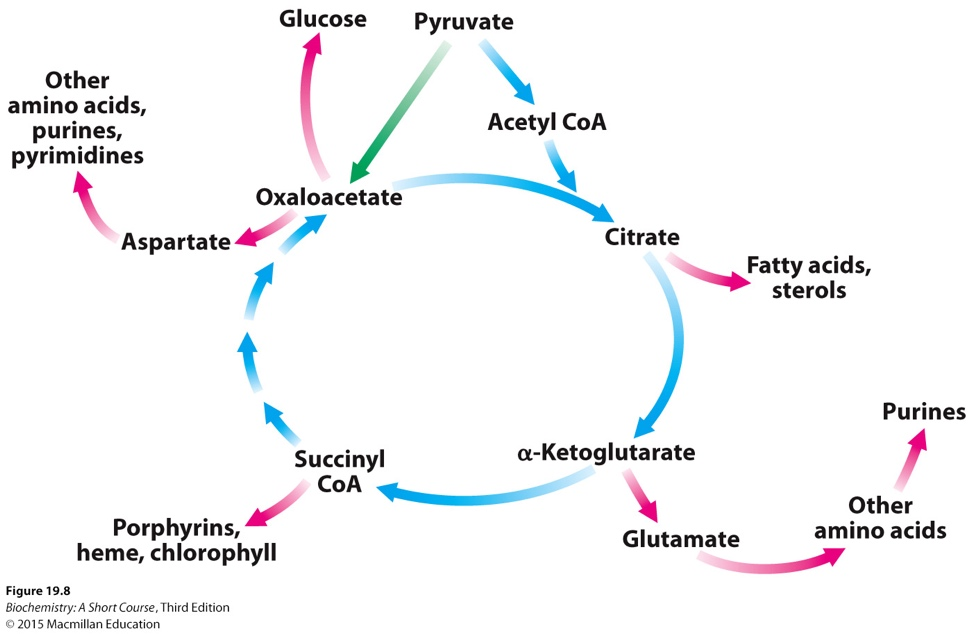 Glucose
Pyruvate
Other
amino acids,
purines,
pyrimidines
Acetyl CoA
Oxaloacetate
Aspartate
Citrate
Fatty acids,
sterols
Purines
Succinyl
CoA
α-Ketoglutarate
Other
amino acids
Porphyrins,
heme, chlorophyll
Glutamate
Figure 19.8
Biochemistry: A Short Course, Third Edition
© 2015 Macmillan Education